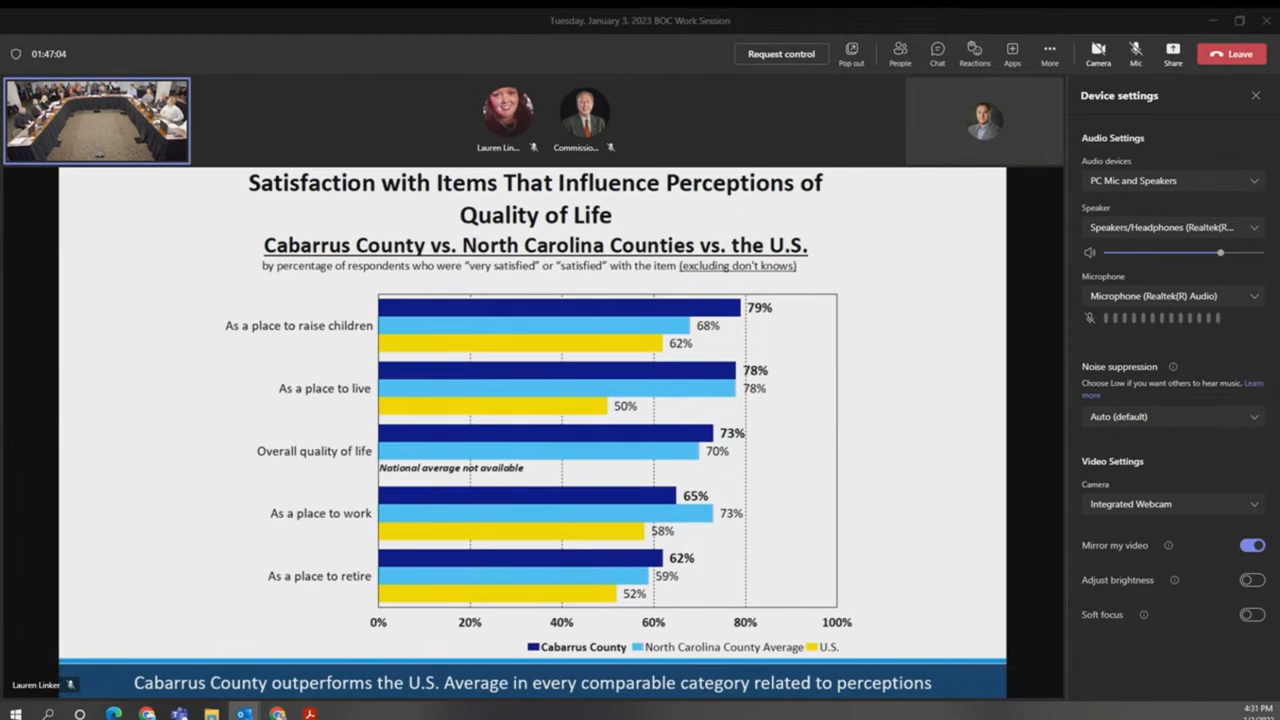 Tuesday, January 3, 2023 BOC Work Session
01:47:04
Request control
Pop out
People
Chat
Reactions
Apps
More
Camera
Mic
Share
Leave
Lauren Lin...
Commissio...
Satisfaction with Items That Influence Perceptions of
Quality of Life
Cabarrus County vs. North Carolina Counties vs. the U.S.
by percentage of respondents who were "very satisfied" or "satisfied" with the item (excluding don't knows)
As a place to raise children
79%
68%
62%
As a place to live
78%
78%
50%
Overall quality of life
73%
70%
National average not available
As a place to work
65%
73%
58%
As a place to retire
62%
59%
52%
0% 20% 40% 60% 80% 100%
Cabarrus County North Carolina County Average U.S.
Cabarrus County outperforms the U.S. Average in every comparable category related to perceptions
Lauren Linker
Device settings
Audio Settings
Audio devices
PC Mic and Speakers
Speaker
Speakers/Headphones (Realtek(R...
Microphone
Microphone (Realtek(R) Audio)
Noise suppression
Choose Low if you want others to hear music. Learn
more
Auto (default)
Video Settings
Camera
Integrated Webcam
Mirror my video
Adjust brightness
Soft focus
4:31 PM